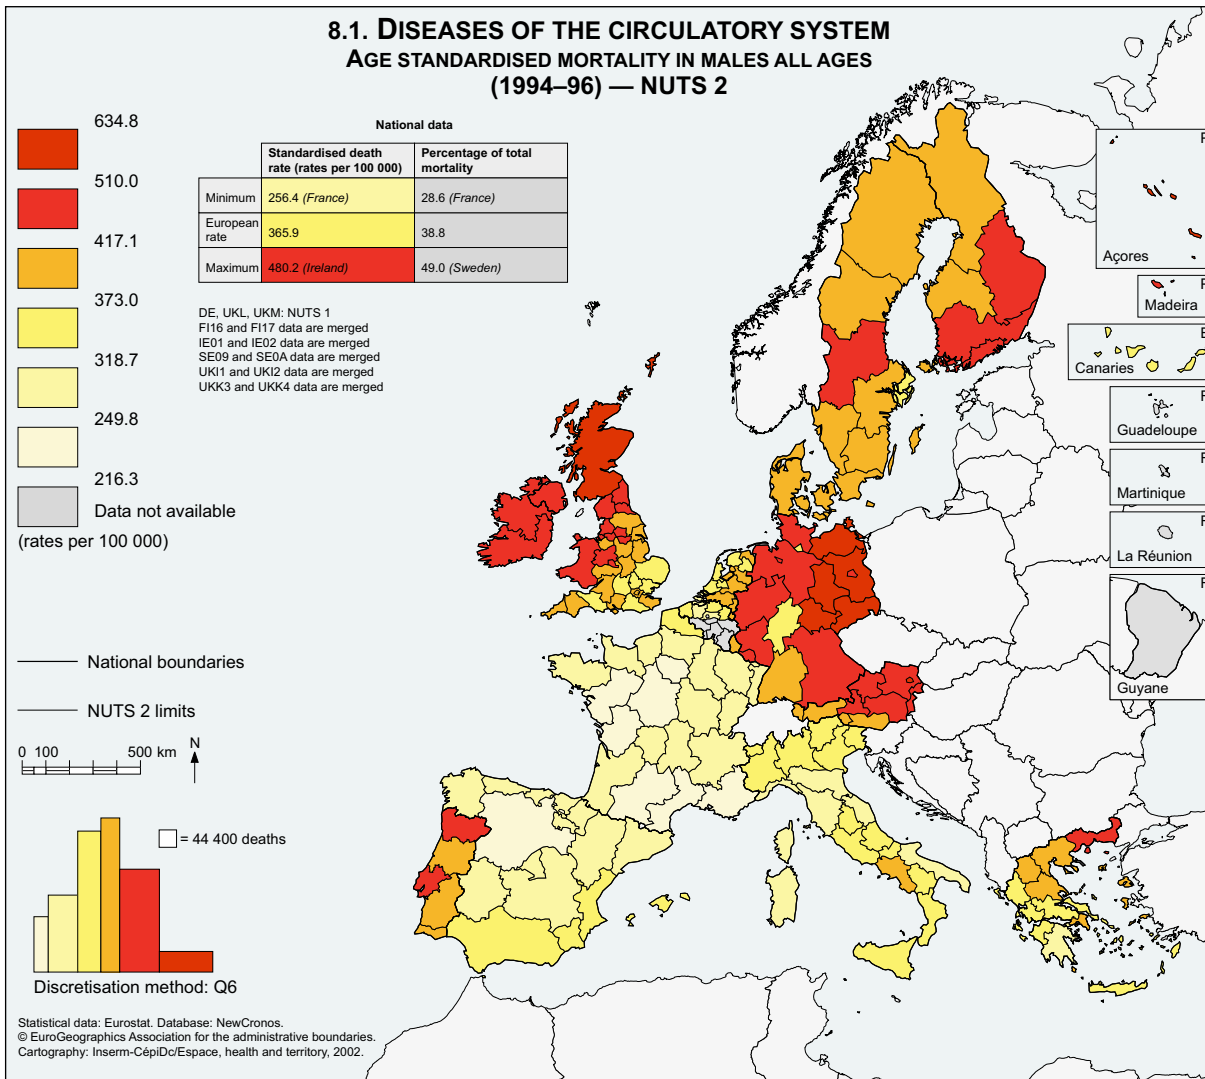 8.1. DISEASES OF THE CIRCULATORY SYSTEM
AGE STANDARDISED MORTALITY IN MALES ALL AGES
(1994–96) — NUTS 2
634.8
510.0
417.1
373.0
318.7
249.8
216.3
Data not available
(rates per 100 000)
National data
Standardised death rate (rates per 100 000)
Percentage of total mortality
Minimum
256.4 (France)
28.6 (France)
European rate
365.9
38.8
Maximum
480.2 (Ireland)
49.0 (Sweden)
DE, UKL, UKM: NUTS 1
FI16 and FI17 data are merged
IE01 and IE02 data are merged
SE09 and SE0A data are merged
UKI1 and UKI2 data are merged
UKK3 and UKK4 data are merged
Açores
Madeira
Canaries
Guadeloupe
Martinique
La Réunion
Guyane
National boundaries
NUTS 2 limits
0 100 500 km
N
= 44 400 deaths
Discretisation method: Q6
Statistical data: Eurostat. Database: NewCronos.
© EuroGeographics Association for the administrative boundaries.
Cartography: Inserm-CépiDc/Espace, health and territory, 2002.